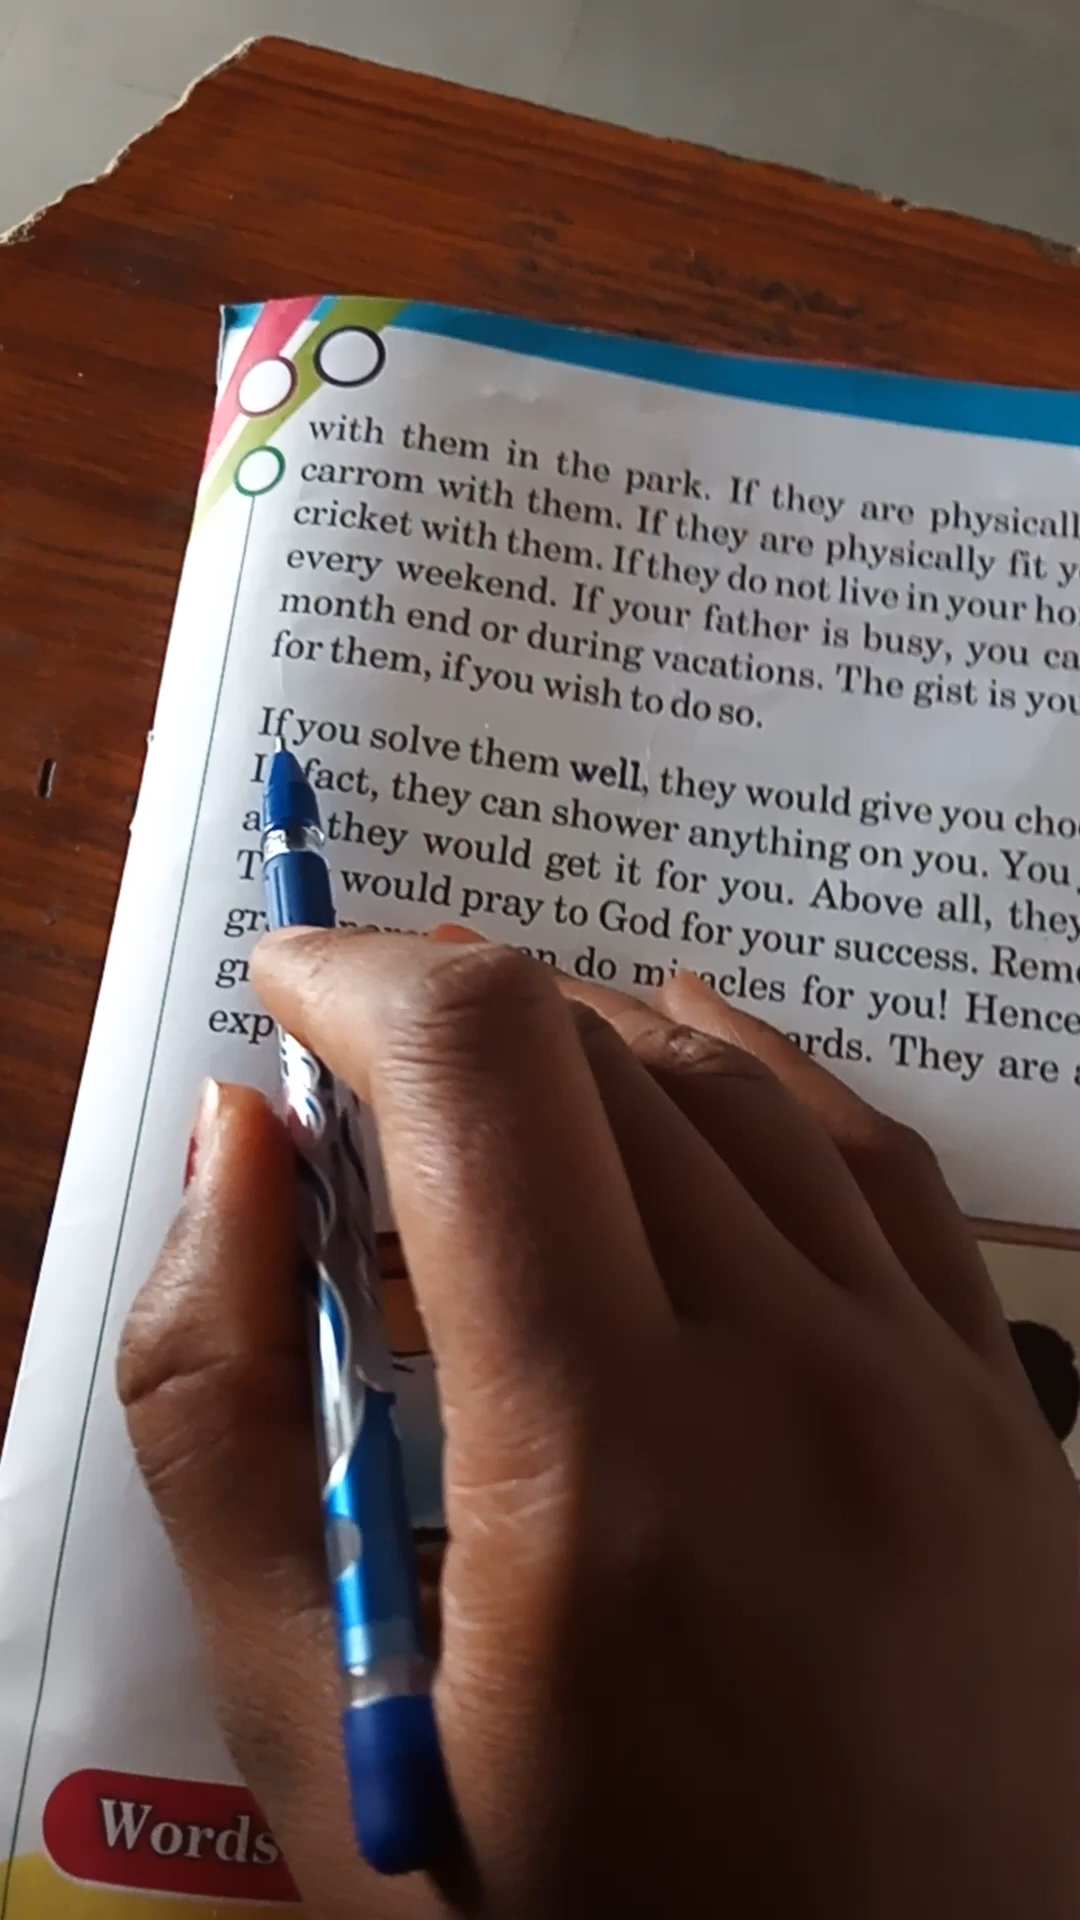 with them in the park. If they are physicall
carrom with them. If they are physically fit y
cricket with them. If they do not live in your ho
every weekend. If your father is busy, you ca
month end or during vacations. The gist is you
for them, if you wish to do so.
If you solve them well, they would give you cho
I fact, they can shower anything on you. You
a they would get it for you. Above all, they
T would pray to God for your success. Rem
gr n do miracles for you! Hence
gr ards. They are a
exp
Words